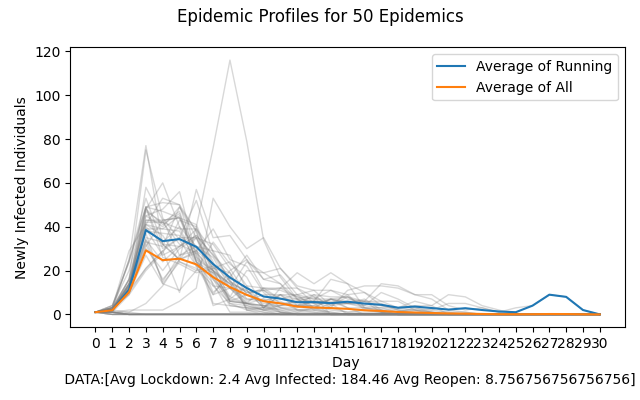 Epidemic Profiles for 50 Epidemics
120
100
80
60
40
20
0
Newly Infected Individuals
Average of Running
Average of All
0 1 2 3 4 5 6 7 8 9 10 11 12 13 14 15 16 17 18 19 20 21 22 23 24 25 26 27 28 29 30
Day
DATA:[Avg Lockdown: 2.4 Avg Infected: 184.46 Avg Reopen: 8.756756756756756]